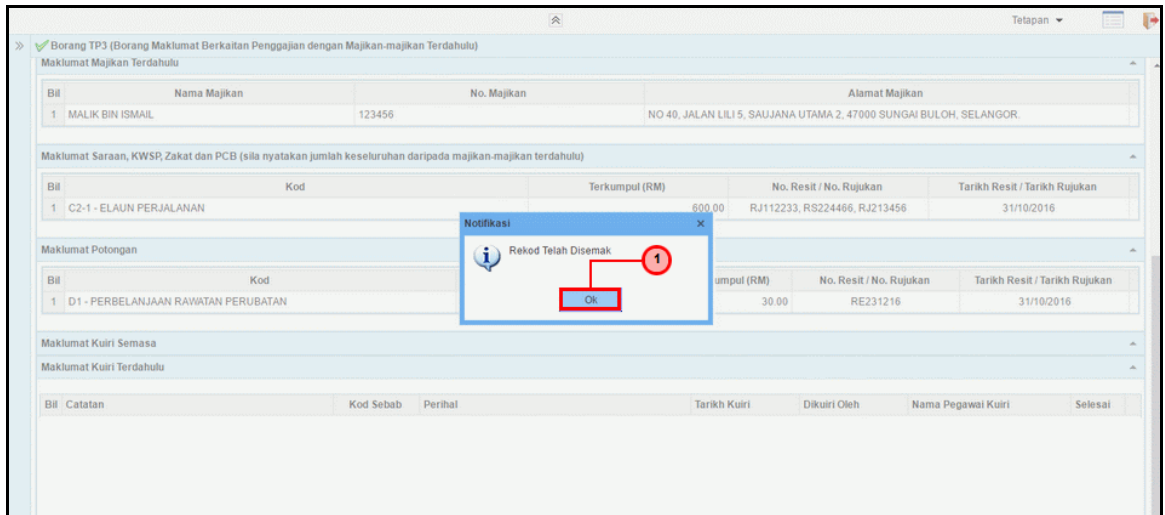 Tetapan
Borang TP3 (Borang Maklumat Berkaitan Penggajian dengan Majikan-majikan Terdahulu)
Maklumat Majikan Terdahulu
Bil Nama Majikan No. Majikan Alamat Majikan
1 MALIK BIN ISMAIL 123456 NO 40, JALAN LILI 5, SAUJANA UTAMA 2, 47000 SUNGAI BULOH, SELANGOR.
Maklumat Saraan, KWSP, Zakat dan PCB (sila nyatakan jumlah keseluruhan daripada majikan-majikan terdahulu)
Bil Kod Terkumpul (RM) No. Resit / No. Rujukan Tarikh Resit / Tarikh Rujukan
1 C2-1 - ELAUN PERJALANAN 600.00 RJ112233, RS224466, RJ213456 31/10/2016
Notifikasi
Rekod Telah Disemak
1
Ok
Maklumat Potongan
Bil Kod umpul (RM) No. Resit / No. Rujukan Tarikh Resit / Tarikh Rujukan
1 D1 - PERBELANJAAN RAWATAN PERUBATAN 30.00 RE231216 31/10/2016
Maklumat Kuiri Semasa
Maklumat Kuiri Terdahulu
Bil Catatan Kod Sebab Perihal Tarikh Kuiri Dikuiri Oleh Nama Pegawai Kuiri Selesai